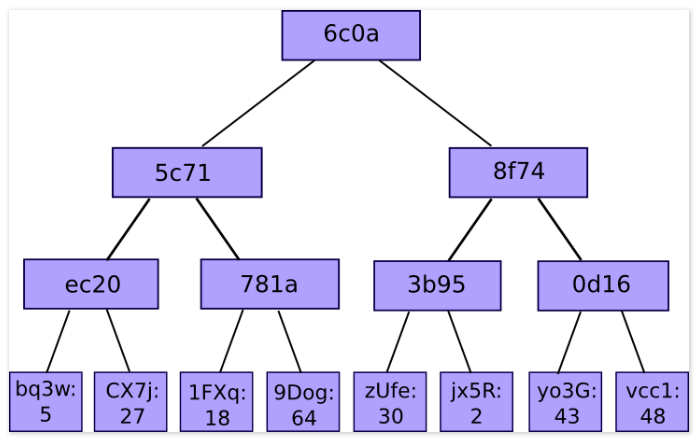 6c0a
5c71
8f74
ec20
781a
3b95
0d16
bq3w:
5
CX7j:
27
1FXq:
18
9Dog:
64
zUfe:
30
jx5R:
2
yo3G:
43
vcc1:
48